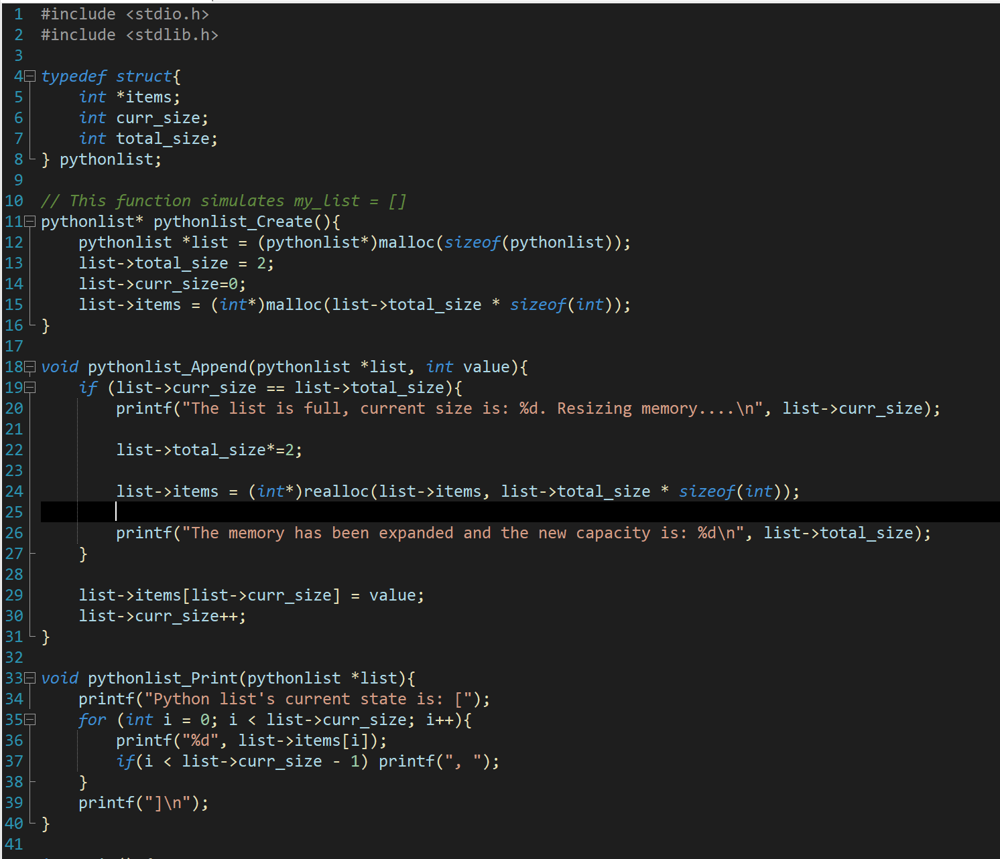 1 #include <stdio.h>
2 #include <stdlib.h>
3
4 typedef struct{
5     int *items;
6     int curr_size;
7     int total_size;
8 } pythonlist;
9
10 // This function simulates my_list = []
11 pythonlist* pythonlist_Create(){
12     pythonlist *list = (pythonlist*)malloc(sizeof(pythonlist));
13     list->total_size = 2;
14     list->curr_size=0;
15     list->items = (int*)malloc(list->total_size * sizeof(int));
16 }
17
18 void pythonlist_Append(pythonlist *list, int value){
19     if (list->curr_size == list->total_size){
20         printf("The list is full, current size is: %d. Resizing memory....\n", list->curr_size);
21
22         list->total_size*=2;
23
24         list->items = (int*)realloc(list->items, list->total_size * sizeof(int));
25
26         printf("The memory has been expanded and the new capacity is: %d\n", list->total_size);
27     }
28
29     list->items[list->curr_size] = value;
30     list->curr_size++;
31 }
32
33 void pythonlist_Print(pythonlist *list){
34     printf("Python list's current state is: [");
35     for (int i = 0; i < list->curr_size; i++){
36         printf("%d", list->items[i]);
37         if(i < list->curr_size - 1) printf(", ");
38     }
39     printf("]\n");
40 }
41